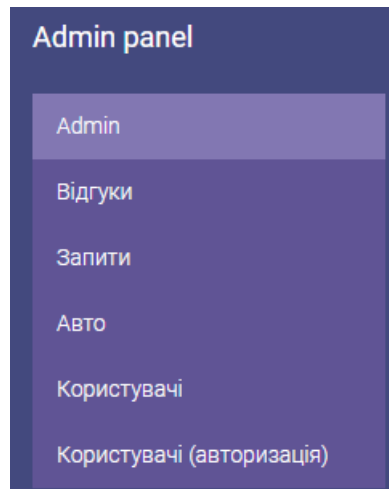 Admin panel
Admin
Відгуки
Запити
Авто
Користувачі
Користувачі (авторизація)